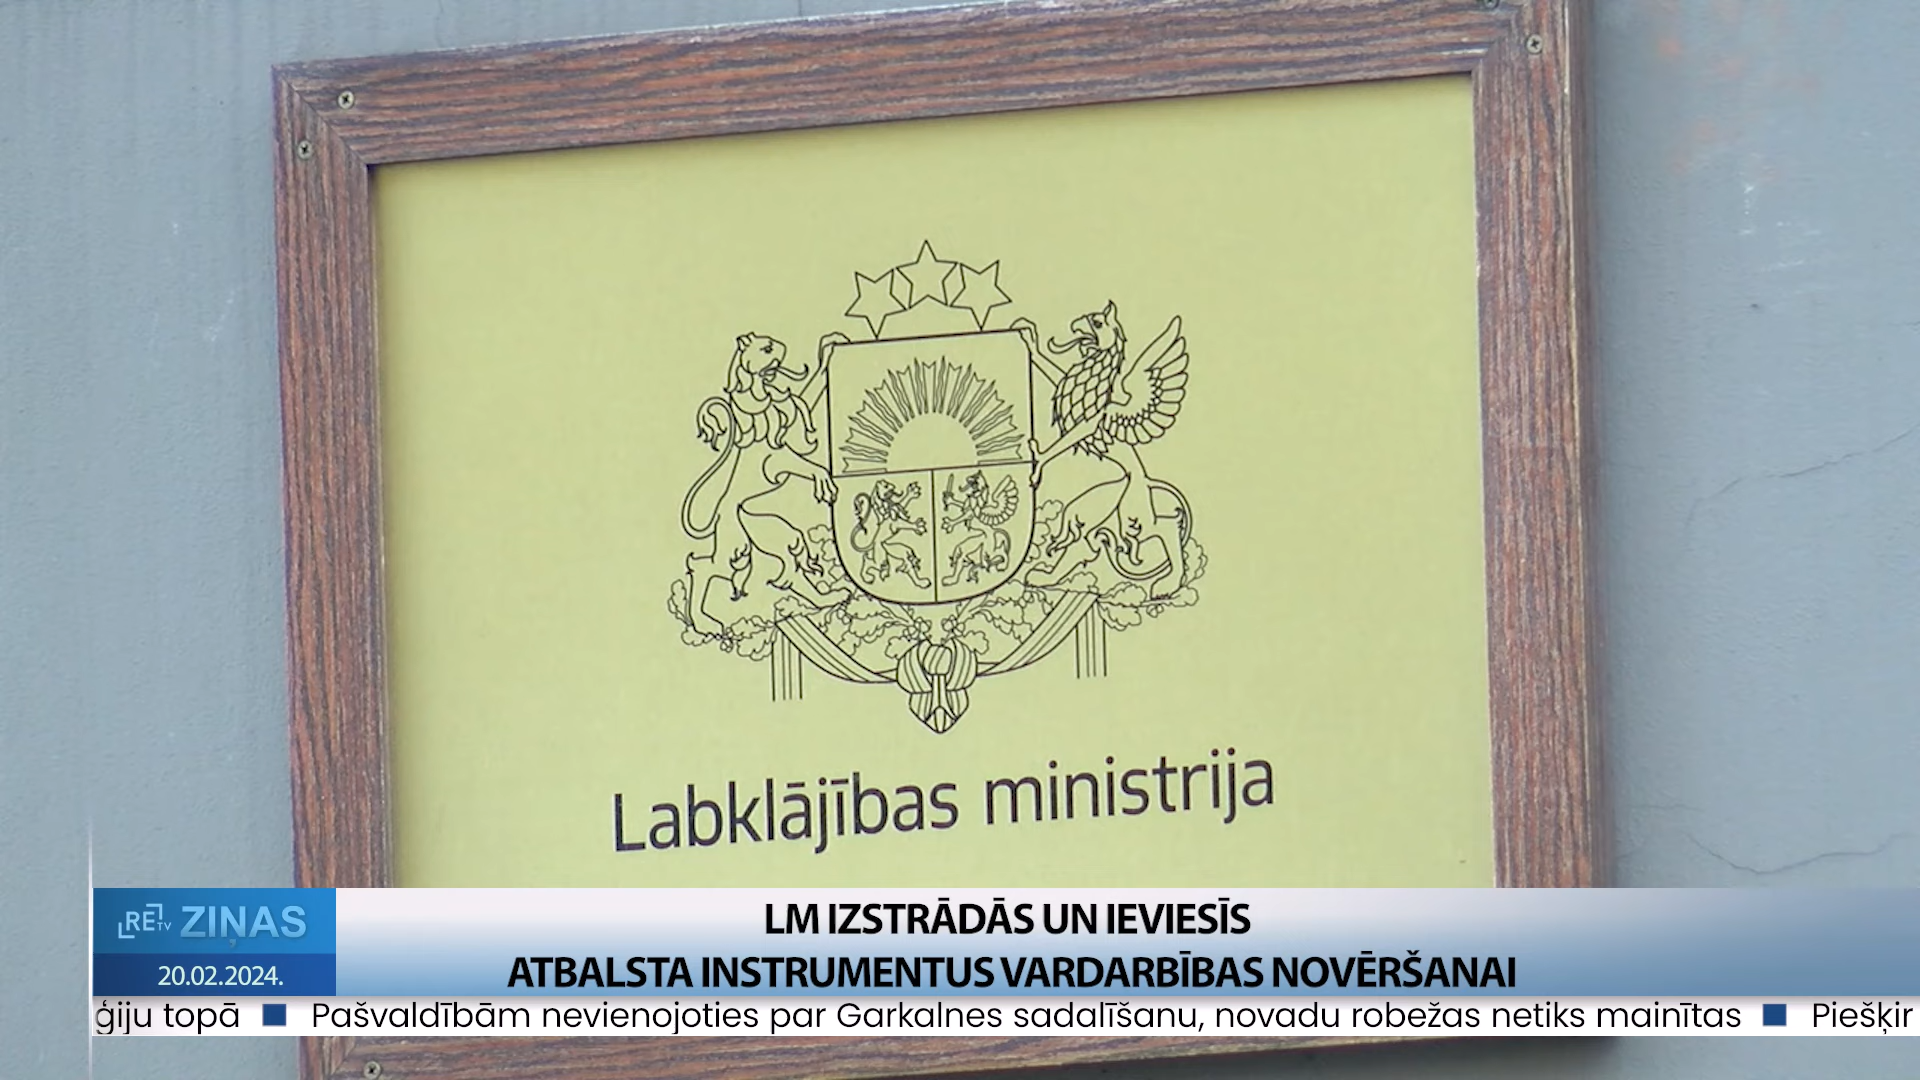 Labklājības ministrija
RE TV ZIŅAS
20.02.2024.
LM IZSTRĀDĀS UN IEVIESĪS
ATBALSTA INSTRUMENTUS VARDARBĪBAS NOVĒRŠANAI
ģiju topā ■ Pašvaldībām nevienojoties par Garkalnes sadalīšanu, novadu robežas netiks mainītas ■ Piešķir